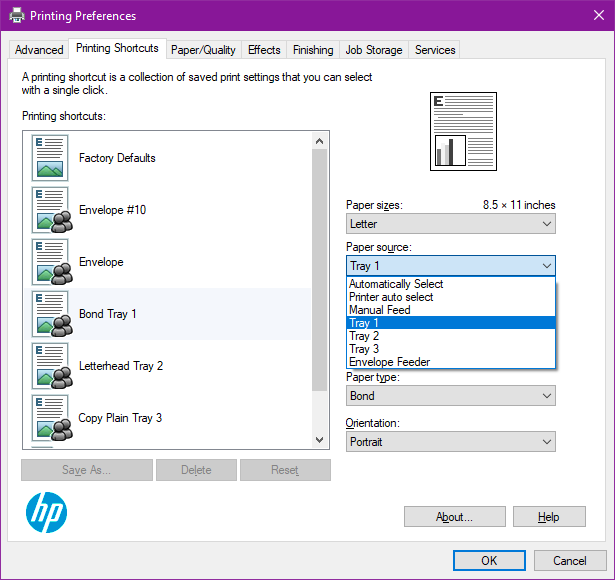 Printing Preferences
Advanced
Printing Shortcuts
Paper/Quality
Effects
Finishing
Job Storage
Services
A printing shortcut is a collection of saved print settings that you can select
with a single click.
Printing shortcuts:
Factory Defaults
Envelope #10
Envelope
Bond Tray 1
Letterhead Tray 2
Copy Plain Tray 3
Save As...
Delete
Reset
hp
E
Paper sizes:
8.5 × 11 inches
Letter
Paper source:
Tray 1
Automatically Select
Printer auto select
Manual Feed
Tray 1
Tray 2
Tray 3
Envelope Feeder
Paper type:
Bond
Orientation:
Portrait
About...
Help
OK
Cancel